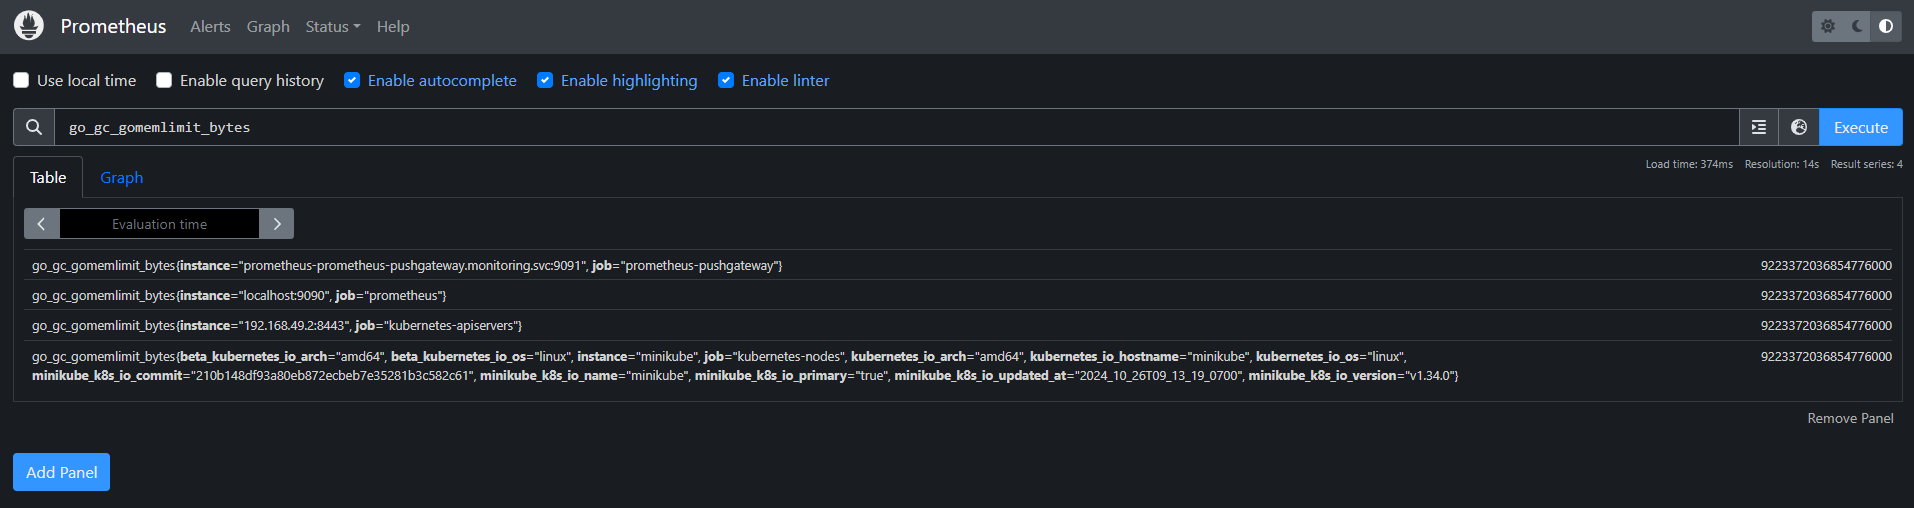 Prometheus Alerts Graph Status Help
Use local time Enable query history Enable autocomplete Enable highlighting Enable linter
go_gc_gomemlimit_bytes Execute
Table Graph Load time: 374ms Resolution: 14s Result series: 4
Evaluation time
go_gc_gomemlimit_bytes{instance="prometheus-prometheus-pushgateway.monitoring.svc:9091", job="prometheus-pushgateway"} 9223372036854776000
go_gc_gomemlimit_bytes{instance="localhost:9090", job="prometheus"} 9223372036854776000
go_gc_gomemlimit_bytes{instance="192.168.49.2:8443", job="kubernetes-apiservers"} 9223372036854776000
go_gc_gomemlimit_bytes{beta_kubernetes_io_arch="amd64", beta_kubernetes_io_os="linux", instance="minikube", job="kubernetes-nodes", kubernetes_io_arch="amd64", kubernetes_io_hostname="minikube", kubernetes_io_os="linux", 9223372036854776000
minikube_k8s_io_commit="210b148df93a80eb872ecbeb7e35281b3c582c61", minikube_k8s_io_name="minikube", minikube_k8s_io_primary="true", minikube_k8s_io_updated_at="2024_10_26T09_13_19_0700", minikube_k8s_io_version="v1.34.0"}
Remove Panel
Add Panel